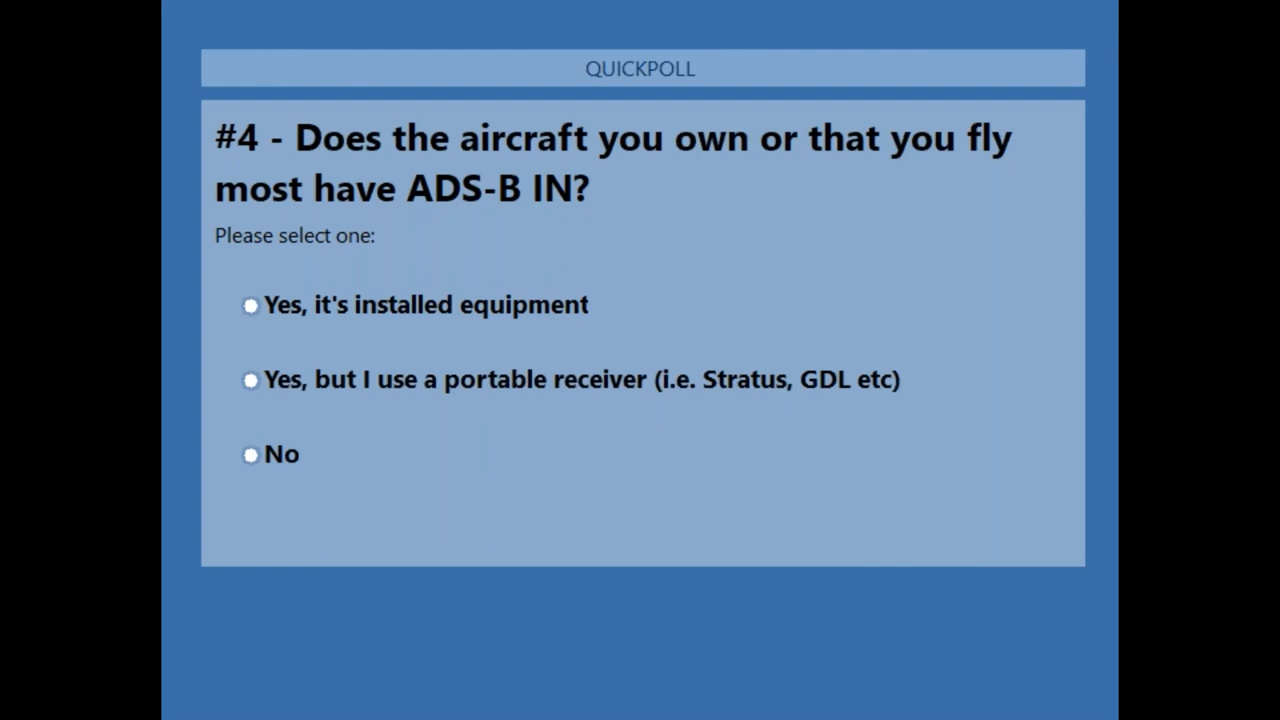 QUICKPOLL
#4 - Does the aircraft you own or that you fly
most have ADS-B IN?
Please select one:
Yes, it's installed equipment
Yes, but I use a portable receiver (i.e. Stratus, GDL etc)
No